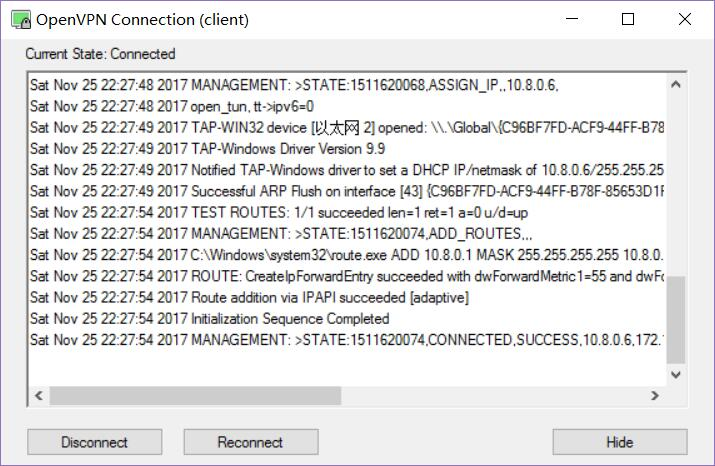 OpenVPN Connection (client)
Current State: Connected
Sat Nov 25 22:27:48 2017 MANAGEMENT: >STATE:1511620068,ASSIGN_IP,,10.8.0.6,
Sat Nov 25 22:27:48 2017 open_tun, tt->ipv6=0
Sat Nov 25 22:27:49 2017 TAP-WIN32 device [以太网 2] opened: \\.\Global\{C96BF7FD-ACF9-44FF-B78
Sat Nov 25 22:27:49 2017 TAP-Windows Driver Version 9.9
Sat Nov 25 22:27:49 2017 Notified TAP-Windows driver to set a DHCP IP/netmask of 10.8.0.6/255.255.25
Sat Nov 25 22:27:49 2017 Successful ARP Flush on interface [43] {C96BF7FD-ACF9-44FF-B78F-85653D1F
Sat Nov 25 22:27:54 2017 TEST ROUTES: 1/1 succeeded len=1 ret=1 a=0 u/d=up
Sat Nov 25 22:27:54 2017 MANAGEMENT: >STATE:1511620074,ADD_ROUTES,,,
Sat Nov 25 22:27:54 2017 C:\Windows\system32\route.exe ADD 10.8.0.1 MASK 255.255.255.255 10.8.0.
Sat Nov 25 22:27:54 2017 ROUTE: CreateIpForwardEntry succeeded with dwForwardMetric1=55 and dwFo
Sat Nov 25 22:27:54 2017 Route addition via IPAPI succeeded [adaptive]
Sat Nov 25 22:27:54 2017 Initialization Sequence Completed
Sat Nov 25 22:27:54 2017 MANAGEMENT: >STATE:1511620074,CONNECTED,SUCCESS,10.8.0.6,172.
Disconnect
Reconnect
Hide